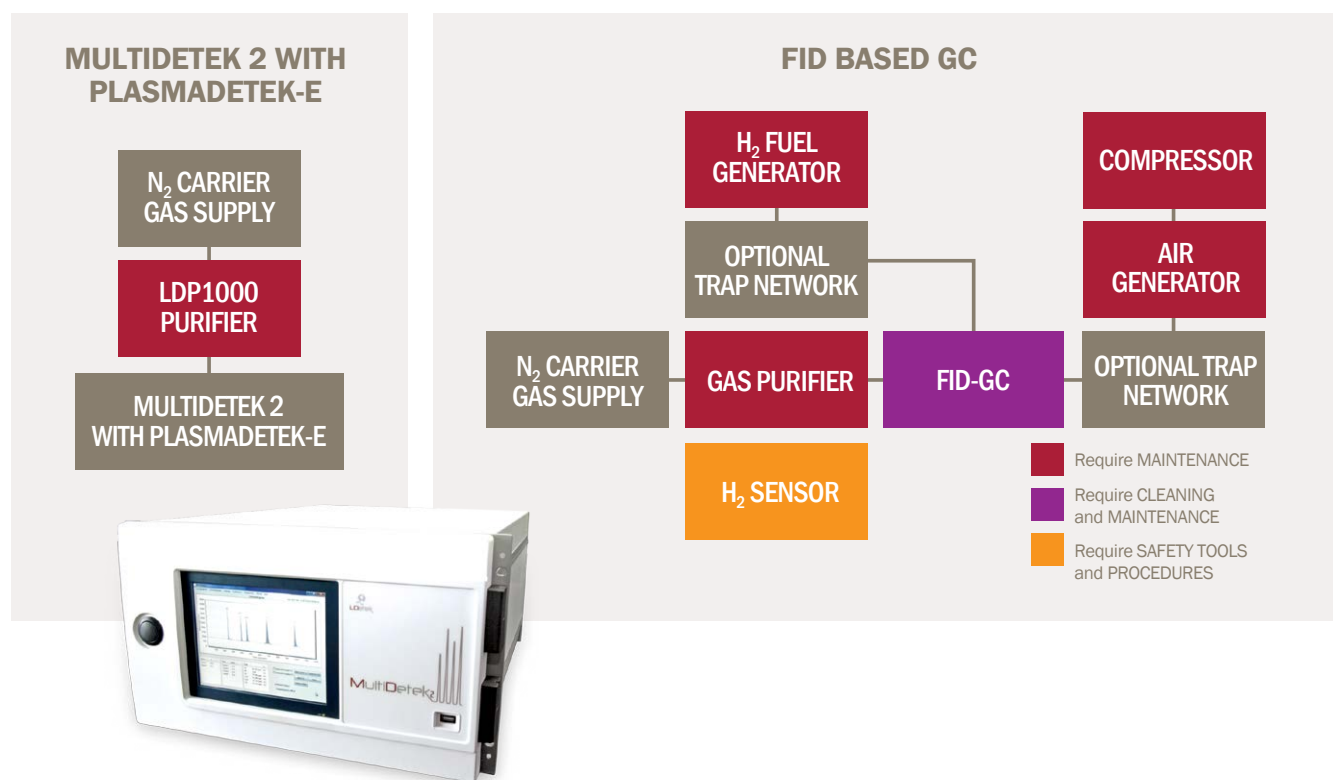 MULTIDETEK 2 WITH
PLASMADETEK-E
N₂ CARRIER
GAS SUPPLY
LDP1000
PURIFIER
MULTIDETEK 2
WITH PLASMADETEK-E
FID BASED GC
H₂ FUEL
GENERATOR
COMPRESSOR
OPTIONAL
TRAP NETWORK
AIR
GENERATOR
N₂ CARRIER
GAS SUPPLY
GAS PURIFIER
FID-GC
OPTIONAL TRAP
NETWORK
H₂ SENSOR
Require MAINTENANCE
Require CLEANING
and MAINTENANCE
Require SAFETY TOOLS
and PROCEDURES
MultiDetek2